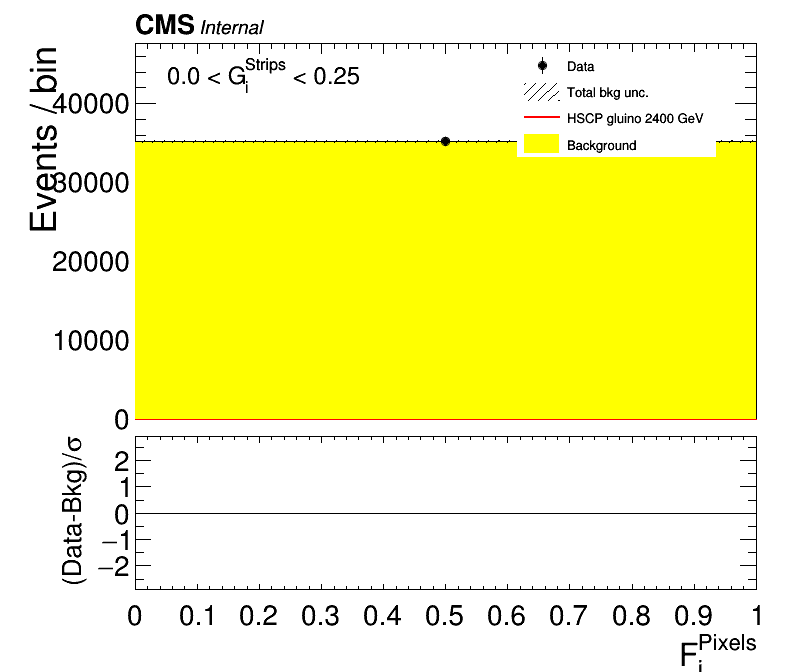 CMS Internal
0.0 < G_i^Strips < 0.25
Data
Total bkg unc.
HSCP gluino 2400 GeV
Background
Events / bin
40000
30000
20000
10000
0
(Data-Bkg)/σ
2
1
0
−1
−2
0 0.1 0.2 0.3 0.4 0.5 0.6 0.7 0.8 0.9 1
F_i^Pixels